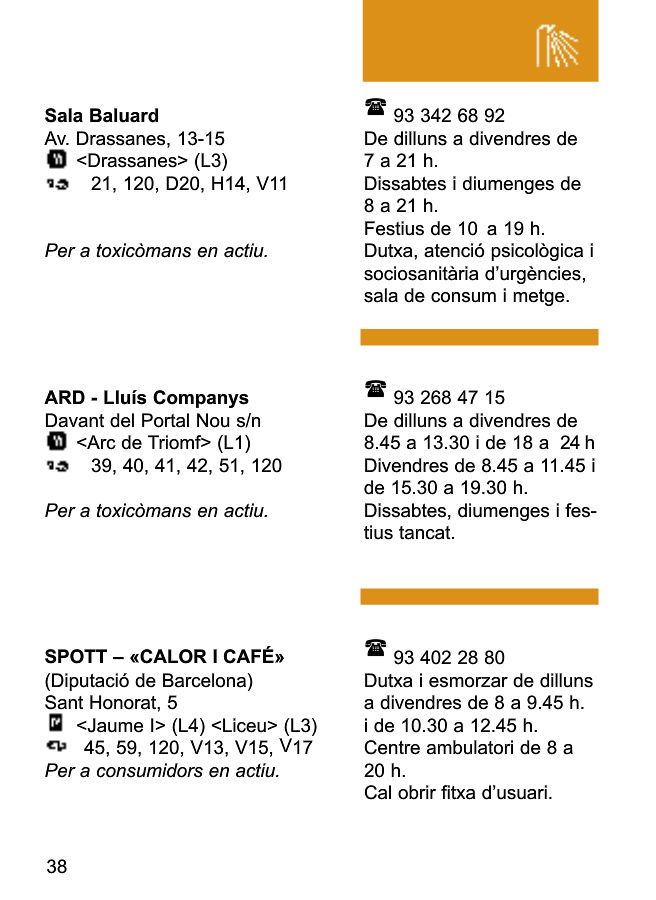 Sala Baluard
Av. Drassanes, 13-15
<Drassanes> (L3)
21, 120, D20, H14, V11
Per a toxicòmans en actiu.
93 342 68 92
De dilluns a divendres de
7 a 21 h.
Dissabtes i diumenges de
8 a 21 h.
Festius de 10 a 19 h.
Dutxa, atenció psicològica i
sociosanitària d’urgències,
sala de consum i metge.
ARD - Lluís Companys
Davant del Portal Nou s/n
<Arc de Triomf> (L1)
39, 40, 41, 42, 51, 120
Per a toxicòmans en actiu.
93 268 47 15
De dilluns a divendres de
8.45 a 13.30 i de 18 a 24 h
Divendres de 8.45 a 11.45 i
de 15.30 a 19.30 h.
Dissabtes, diumenges i fes-
tius tancat.
SPOTT – «CALOR I CAFÉ»
(Diputació de Barcelona)
Sant Honorat, 5
<Jaume I> (L4) <Liceu> (L3)
45, 59, 120, V13, V15, V17
Per a consumidors en actiu.
93 402 28 80
Dutxa i esmorzar de dilluns
a divendres de 8 a 9.45 h.
i de 10.30 a 12.45 h.
Centre ambulatori de 8 a
20 h.
Cal obrir fitxa d’usuari.
38